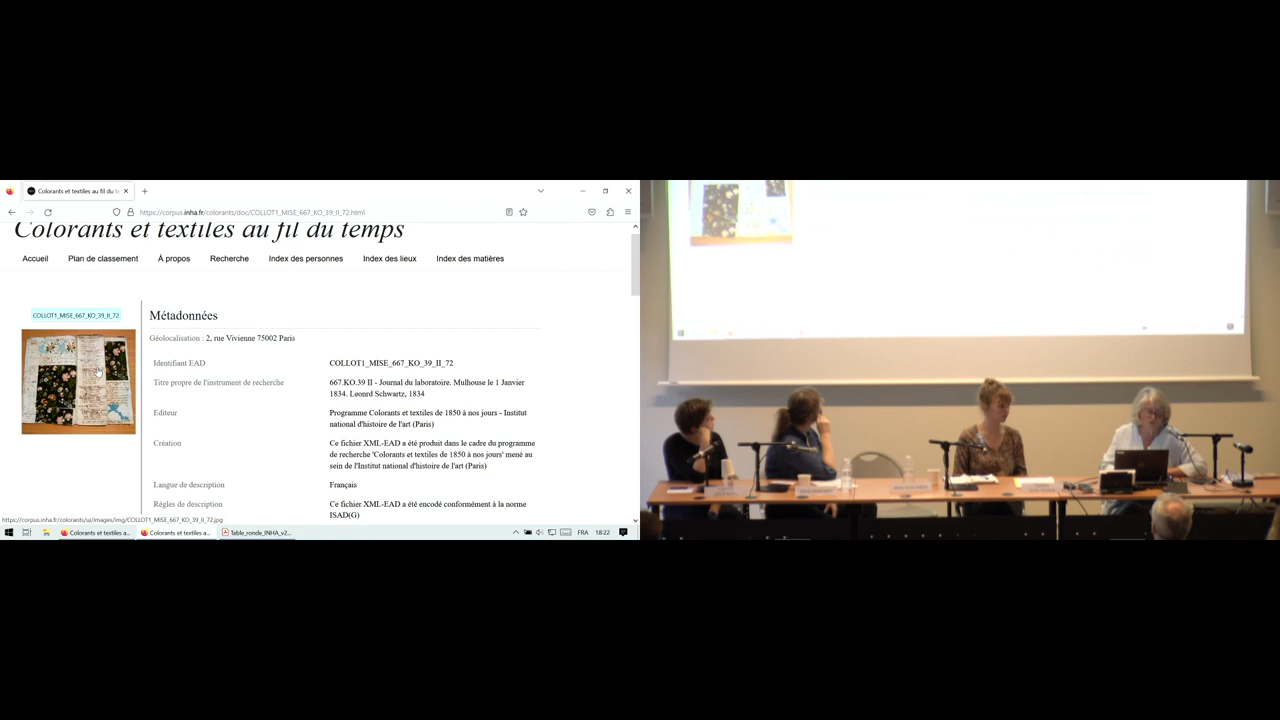 Colorants et textiles au fil du te
https://corpus.inha.fr/colorants/doc/COLLOT1_MISE_667_KO_39_II_72.html
Colorants et textiles au fil du temps
Accueil Plan de classement À propos Recherche Index des personnes Index des lieux Index des matières
COLLOT1_MISE_667_KO_39_II_72
Métadonnées
Géolocalisation : 2, rue Vivienne 75002 Paris
Identifiant EAD COLLOT1_MISE_667_KO_39_II_72
Titre propre de l'instrument de recherche 667.KO.39 II - Journal du laboratoire. Mulhouse le 1 Janvier
1834. Leonrd Schwartz, 1834
Editeur Programme Colorants et textiles de 1850 à nos jours - Institut
national d'histoire de l'art (Paris)
Création Ce fichier XML-EAD a été produit dans le cadre du programme
de recherche 'Colorants et textiles de 1850 à nos jours' mené au
sein de l'Institut national d'histoire de l'art (Paris)
Langue de description Français
Règles de description Ce fichier XML-EAD a été encodé conformément à la norme
ISAD(G)
https://corpus.inha.fr/colorants/ui/images/img/COLLOT1_MISE_667_KO_39_II_72.jpg
Colorants et textiles a... Colorants et textiles a... Table_ronde_INHA_v2... FRA 18:22